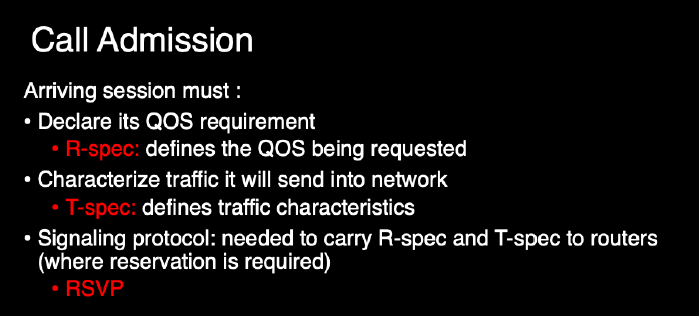 Call Admission
Arriving session must :
• Declare its QOS requirement
• R-spec: defines the QOS being requested
• Characterize traffic it will send into network
• T-spec: defines traffic characteristics
• Signaling protocol: needed to carry R-spec and T-spec to routers
(where reservation is required)
• RSVP